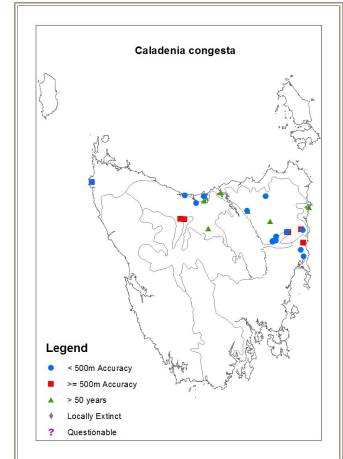 Caladenia congesta
Legend
< 500m Accuracy
>= 500m Accuracy
> 50 years
Locally Extinct
? Questionable